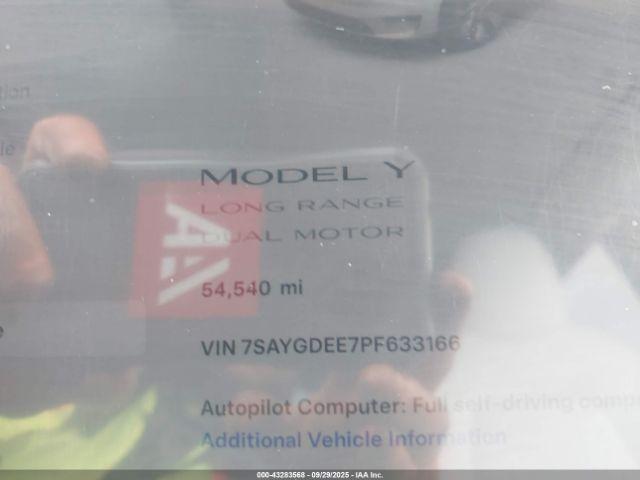 MODEL Y
LONG RANGE
DUAL MOTOR
54,540 mi
VIN 7SAYGDEE7PF633166
Autopilot Computer: Full self-driving
Additional Vehicle Information
000-43283568 - 09/29/2025 - IAA Inc.